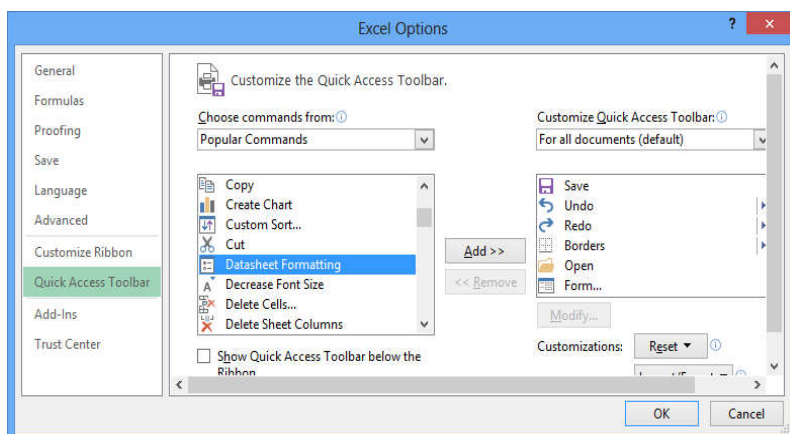 Excel Options
?
General
Formulas
Proofing
Save
Language
Advanced
Customize Ribbon
Quick Access Toolbar
Add-Ins
Trust Center
Customize the Quick Access Toolbar.
Choose commands from:
Popular Commands
Copy
Create Chart
Custom Sort...
Cut
Datasheet Formatting
Decrease Font Size
Delete Cells...
Delete Sheet Columns
Show Quick Access Toolbar below the
Ribbon
Add >>
<< Remove
Customize Quick Access Toolbar:
For all documents (default)
Save
Undo
Redo
Borders
Open
Form...
Modify...
Customizations:
Reset
OK
Cancel